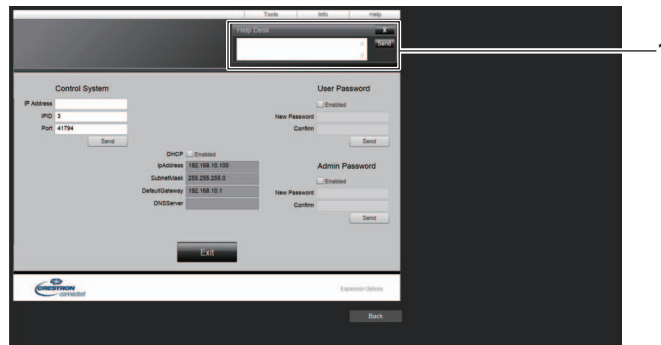 Tools Info Help
Help Desk X
Send
1
Control System
User Password
IP Address
Enabled
IPID 3
New Password
Port 41794
Confirm
Send
Send
DHCP Enabled
IpAddress 192.168.10.100
Admin Password
SubnetMask 255.255.255.0
Enabled
DefaultGateway 192.168.10.1
New Password
DNSServer
Confirm
Send
Exit
CRESTRON
connected
Expansion Options
Back